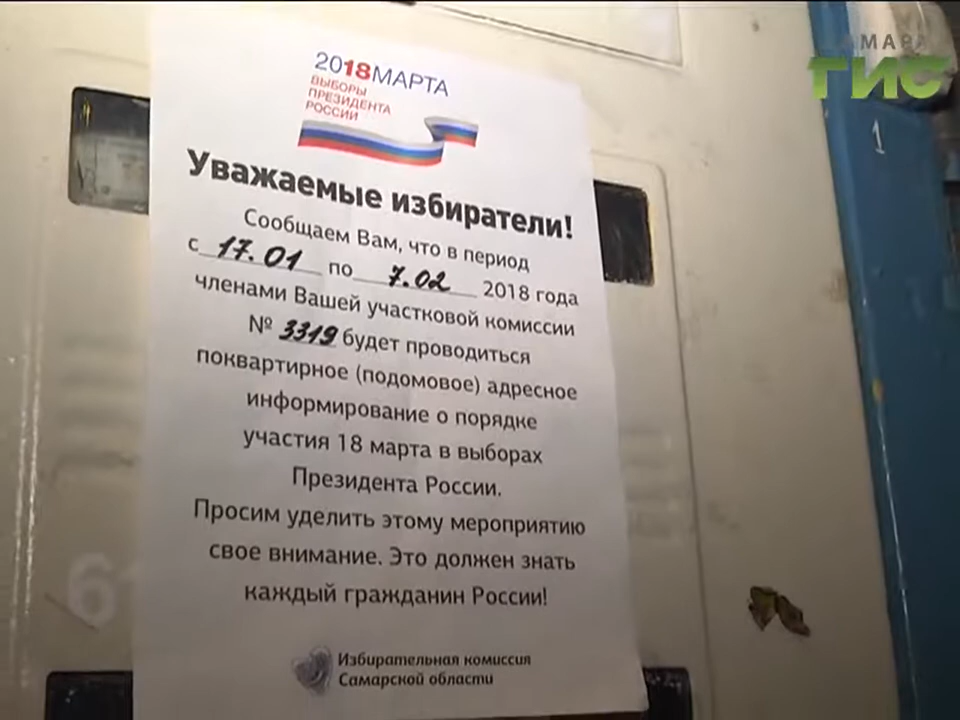 САМАРА
ГИС
1
2018МАРТА
ВЫБОРЫ
ПРЕЗИДЕНТА
РОССИИ
Уважаемые избиратели!
Сообщаем Вам, что в период
с 17.01 по 7.02 2018 года
членами Вашей участковой комиссии
№ 3319 будет проводиться
поквартирное (подомовое) адресное
информирование о порядке
участия 18 марта в выборах
Президента России.
Просим уделить этому мероприятию
свое внимание. Это должен знать
каждый гражданин России!
Избирательная комиссия
Самарской области